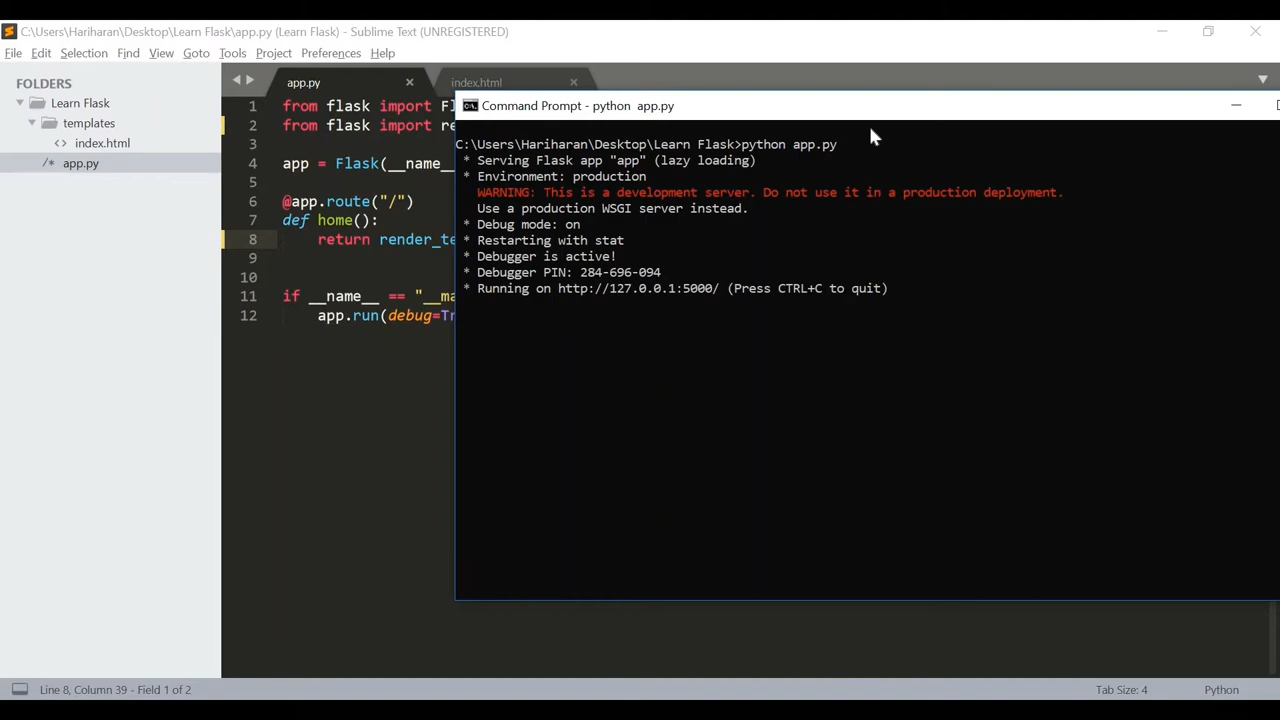 C:\Users\Hariharan\Desktop\Learn Flask\app.py (Learn Flask) - Sublime Text (UNREGISTERED)
File Edit Selection Find View Goto Tools Project Preferences Help
FOLDERS
Learn Flask
templates
<> index.html
/* app.py
app.py
index.html
1 from flask import
2 from flask import
3
4 app = Flask(__name__
5
6 @app.route("/")
7 def home():
8 return
9
10
11 if __name__ ==
12 app.run(debug=
Command Prompt - python app.py
C:\Users\Hariharan\Desktop\Learn Flask>python app.py
* Serving Flask app "app" (lazy loading)
* Environment: production
WARNING: This is a development server. Do not use it in a production deployment.
Use a production WSGI server instead.
* Debug mode: on
* Restarting with stat
* Debugger is active!
* Debugger PIN: 284-696-094
* Running on http://127.0.0.1:5000/ (Press CTRL+C to quit)
Line 8, Column 39 - Field 1 of 2
Tab Size: 4
Python